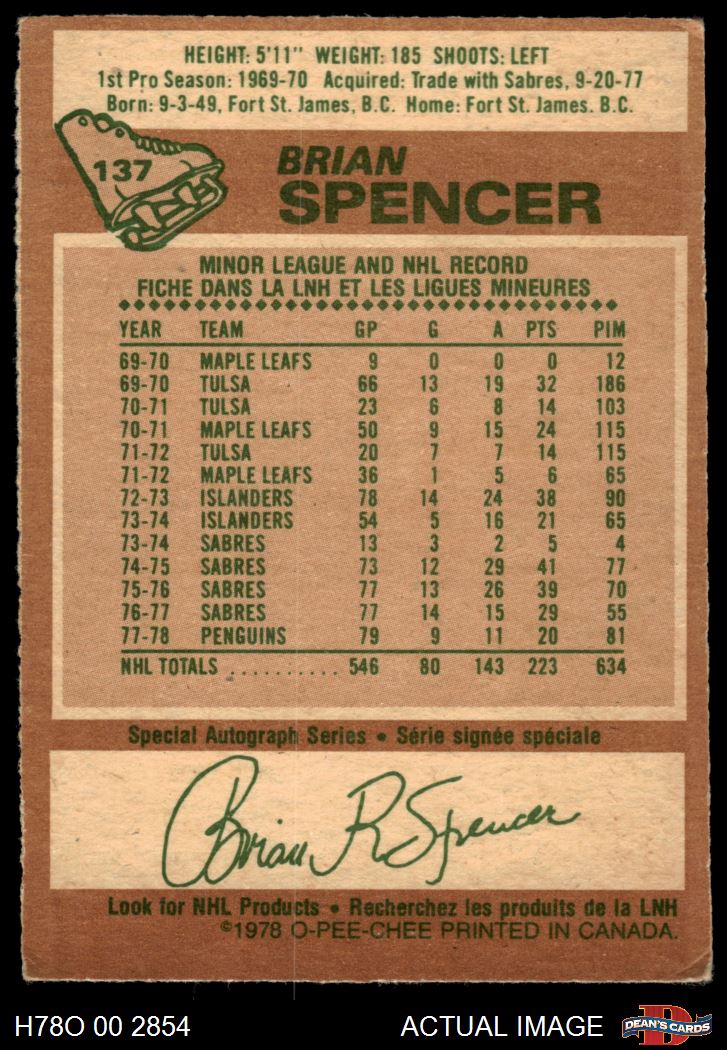 HEIGHT: 5'11" WEIGHT: 185 SHOOTS: LEFT
1st Pro Season: 1969-70 Acquired: Trade with Sabres, 9-20-77
Born: 9-3-49, Fort St. James, B.C. Home: Fort St. James. B.C.
137
BRIAN
SPENCER
MINOR LEAGUE AND NHL RECORD
FICHE DANS LA LNH ET LES LIGUES MINEURES
YEAR TEAM GP G A PTS PIM
69-70 MAPLE LEAFS 9 0 0 0 12
69-70 TULSA 66 13 19 32 186
70-71 TULSA 23 6 8 14 103
70-71 MAPLE LEAFS 50 9 15 24 115
71-72 TULSA 20 7 7 14 115
71-72 MAPLE LEAFS 36 1 5 6 65
72-73 ISLANDERS 78 14 24 38 90
73-74 ISLANDERS 54 5 16 21 65
73-74 SABRES 13 3 2 5 4
74-75 SABRES 73 12 29 41 77
75-76 SABRES 77 13 26 39 70
76-77 SABRES 77 14 15 29 55
77-78 PENGUINS 79 9 11 20 81
NHL TOTALS .......... 546 80 143 223 634
Special Autograph Series • Série signée spéciale
Brian R Spencer
Look for NHL Products • Recherchez les produits de la LNH
©1978 O-PEE-CHEE PRINTED IN CANADA.
H78O 00 2854 ACTUAL IMAGE D DEAN'S CARDS